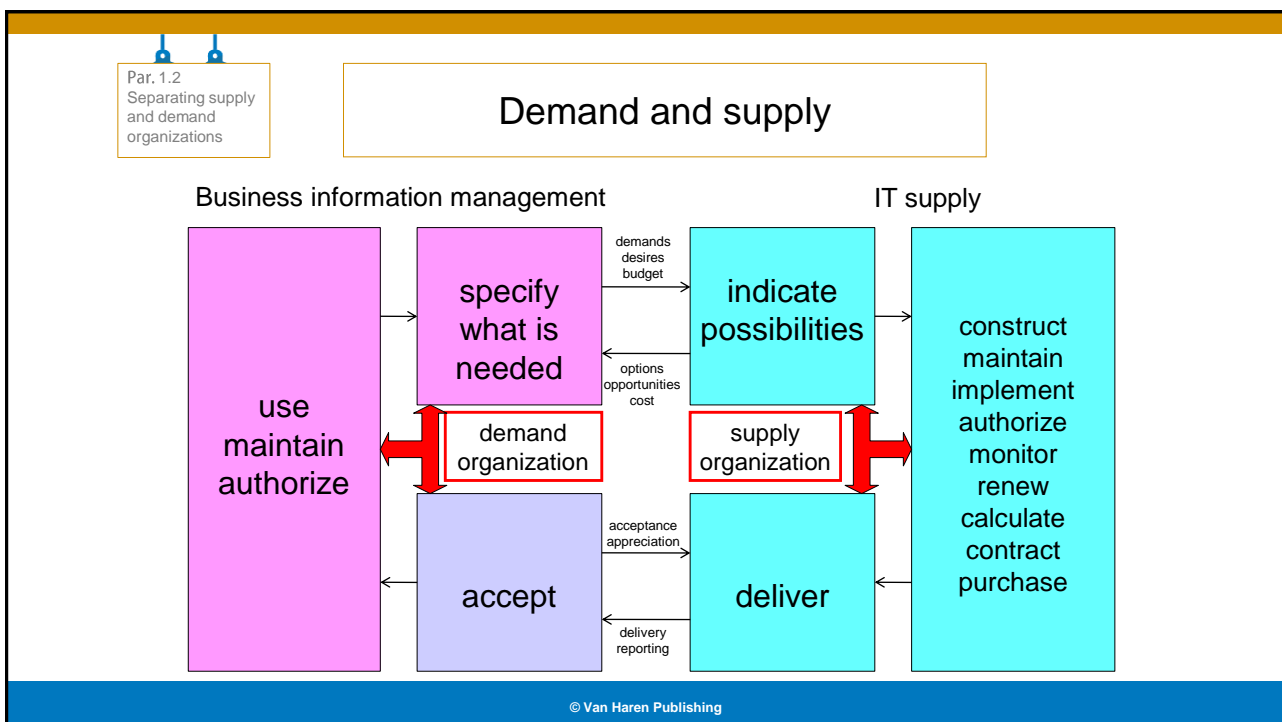 Par. 1.2
Separating supply
and demand
organizations
Demand and supply
Business information management
IT supply
use
maintain
authorize
specify
what is
needed
demands
desires
budget
options
opportunities
cost
indicate
possibilities
construct
maintain
implement
authorize
monitor
renew
calculate
contract
purchase
demand
organization
supply
organization
accept
acceptance
appreciation
delivery
reporting
deliver
© Van Haren Publishing